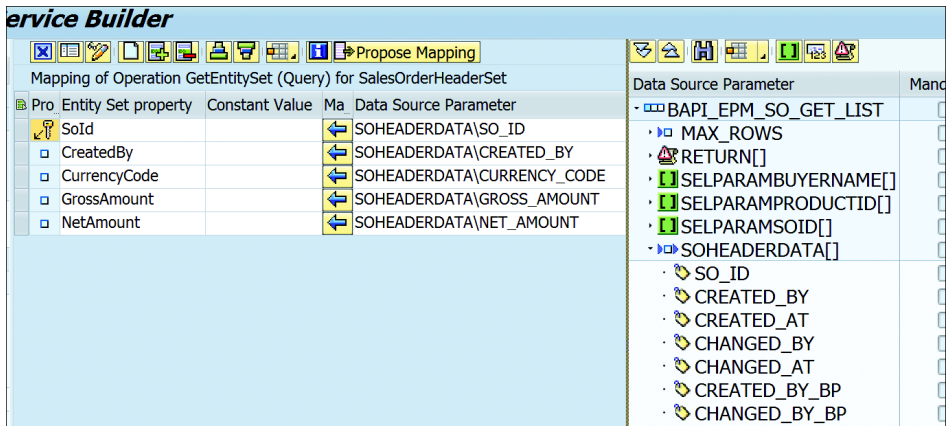 ervice Builder
Propose Mapping
Mapping of Operation GetEntitySet (Query) for SalesOrderHeaderSet
Pro Entity Set property Constant Value Ma Data Source Parameter
SoId SOHEADERDATA\SO_ID
CreatedBy SOHEADERDATA\CREATED_BY
CurrencyCode SOHEADERDATA\CURRENCY_CODE
GrossAmount SOHEADERDATA\GROSS_AMOUNT
NetAmount SOHEADERDATA\NET_AMOUNT
123
Data Source Parameter Mand
BAPI_EPM_SO_GET_LIST
MAX_ROWS
RETURN[]
SELPARAMBUYERNAME[]
SELPARAMPRODUCTID[]
SELPARAMSOID[]
SOHEADERDATA[]
SO_ID
CREATED_BY
CREATED_AT
CHANGED_BY
CHANGED_AT
CREATED_BY_BP
CHANGED_BY_BP